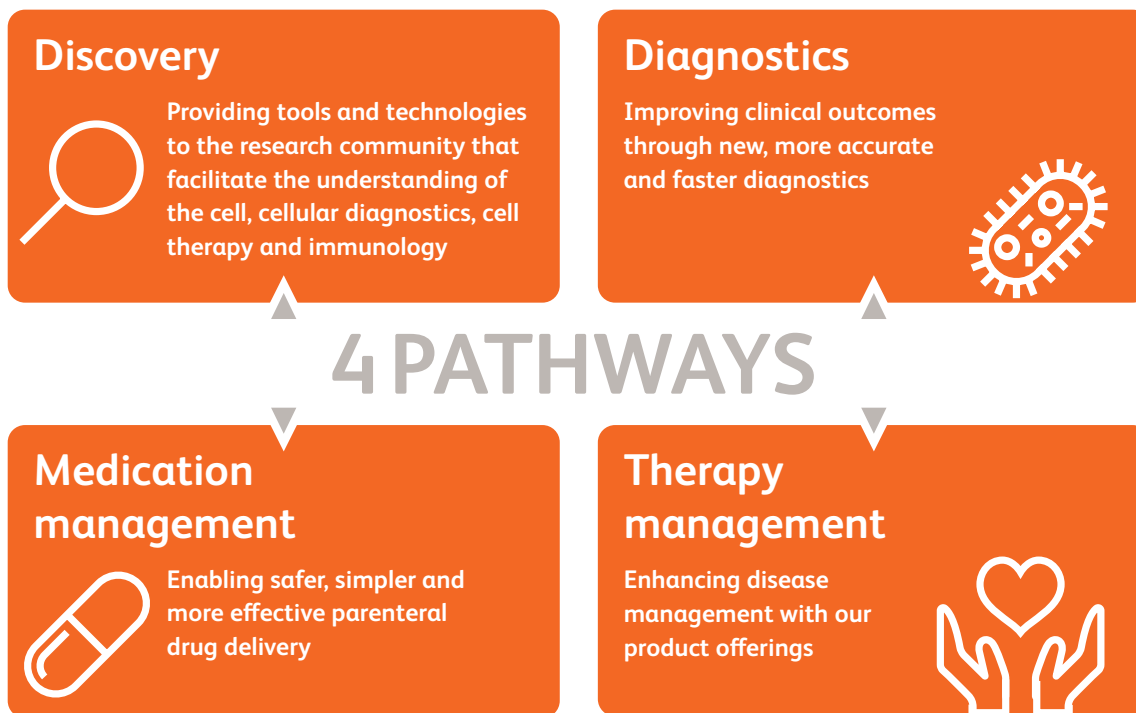 Discovery
Providing tools and technologies
to the research community that
facilitate the understanding of
the cell, cellular diagnostics, cell
therapy and immunology
Diagnostics
Improving clinical outcomes
through new, more accurate
and faster diagnostics
4 PATHWAYS
Medication
management
Enabling safer, simpler and
more effective parenteral
drug delivery
Therapy
management
Enhancing disease
management with our
product offerings